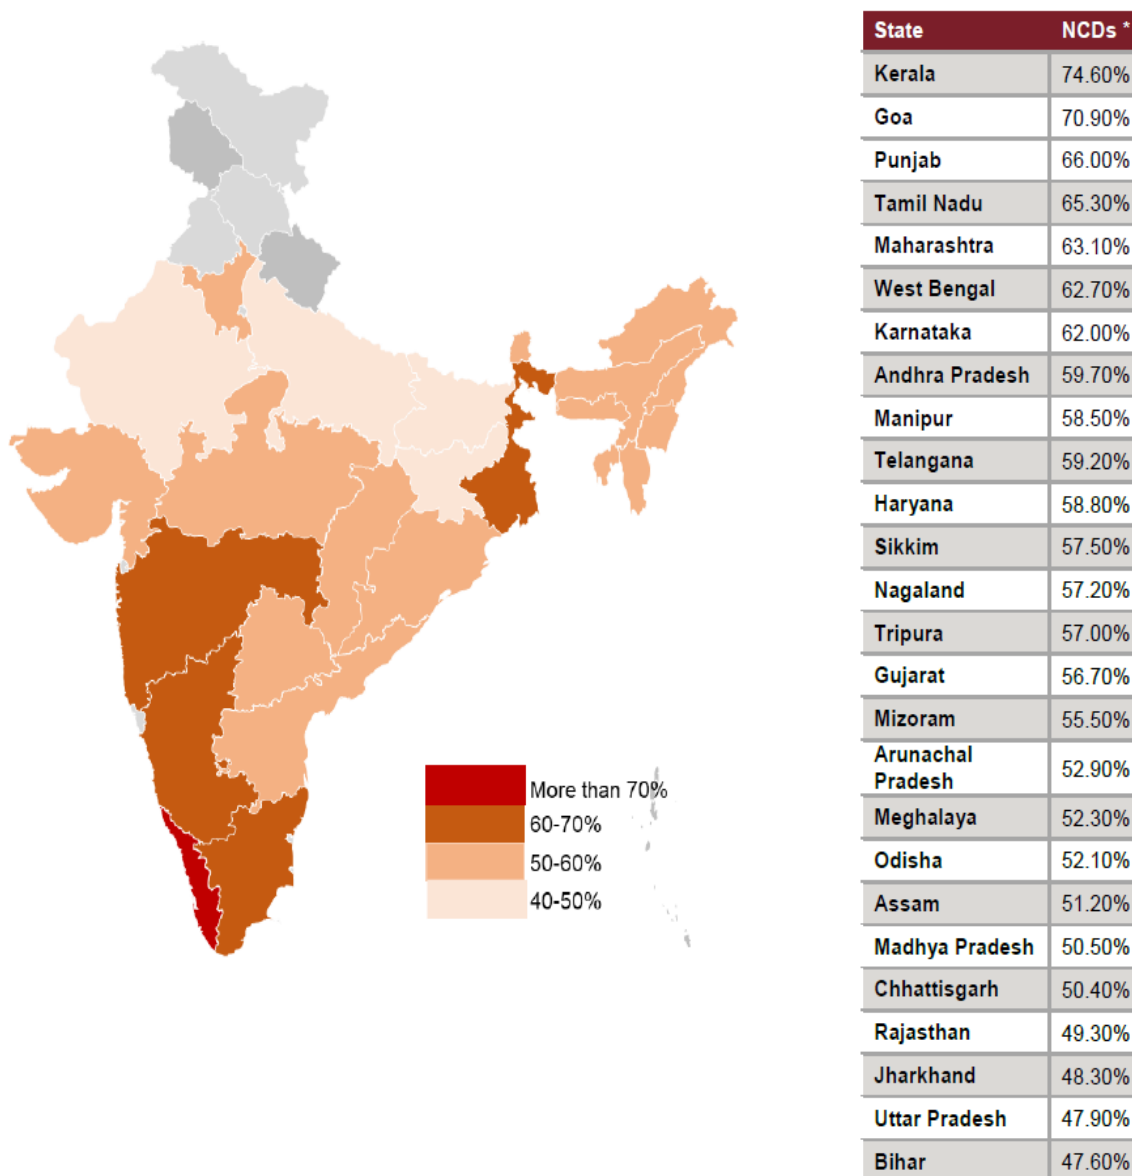 State NCDs *
Kerala 74.60%
Goa 70.90%
Punjab 66.00%
Tamil Nadu 65.30%
Maharashtra 63.10%
West Bengal 62.70%
Karnataka 62.00%
Andhra Pradesh 59.70%
Manipur 58.50%
Telangana 59.20%
Haryana 58.80%
Sikkim 57.50%
Nagaland 57.20%
Tripura 57.00%
Gujarat 56.70%
Mizoram 55.50%
Arunachal
Pradesh 52.90%
Meghalaya 52.30%
Odisha 52.10%
Assam 51.20%
Madhya Pradesh 50.50%
Chhattisgarh 50.40%
Rajasthan 49.30%
Jharkhand 48.30%
Uttar Pradesh 47.90%
Bihar 47.60%
More than 70%
60-70%
50-60%
40-50%